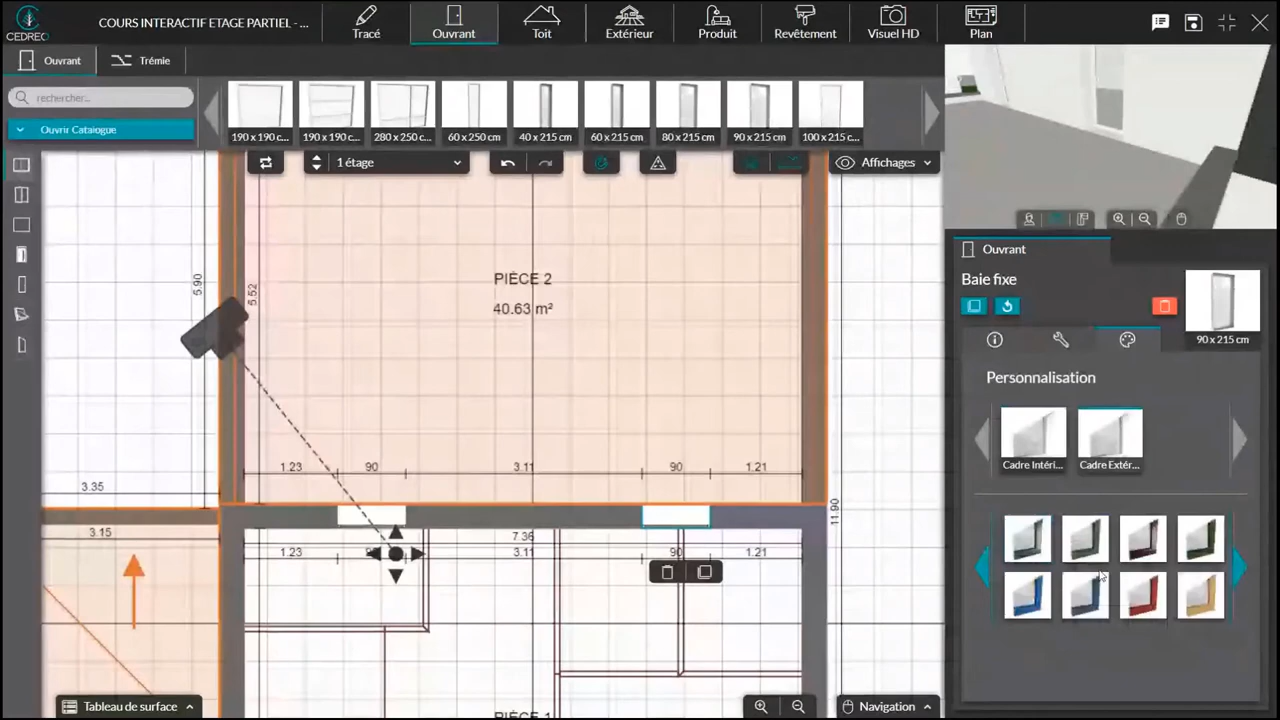 CEDREO
COURS INTERACTIF ETAGE PARTIEL - ...
Tracé
Ouvrant
Toit
Extérieur
Produit
Revêtement
Visuel HD
Plan
Ouvrant
Trémie
rechercher...
Ouvrir Catalogue
190 x 190 c...
190 x 190 c...
280 x 250 c...
60 x 250 cm
40 x 215 cm
60 x 215 cm
80 x 215 cm
90 x 215 cm
100 x 215 c...
1 étage
Affichages
PIÈCE 2
40.63 m²
5.90
5.52
1.23
90
3.11
90
1.21
3.35
3.15
7.36
1.23
3.11
90
1.21
11.90
PIÈCE 1
Tableau de surface
Navigation
Ouvrant
Baie fixe
90 x 215 cm
Personnalisation
Cadre Intéri...
Cadre Extér...